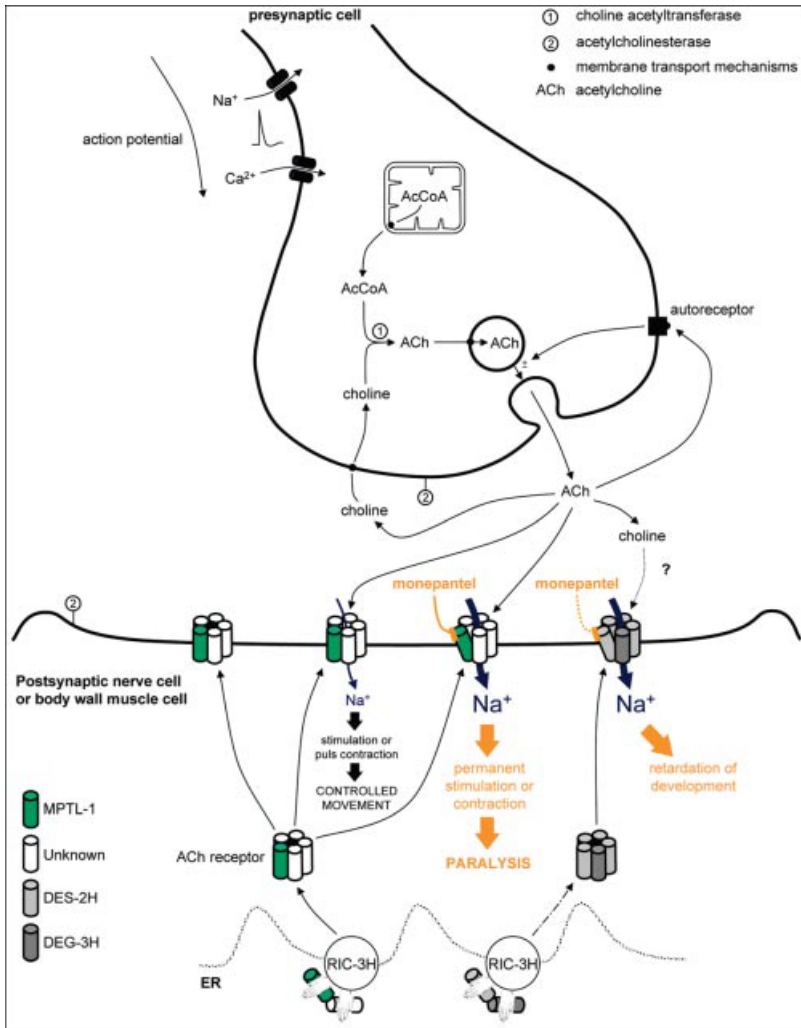 presynaptic cell
① choline acetyltransferase
② acetylcholinesterase
membrane transport mechanisms
ACh acetylcholine
Na⁺
action potential
Ca²⁺
AcCoA
AcCoA
autoreceptor
①
ACh
ACh
±
choline
②
ACh
choline
choline
?
monepantel
monepantel
②
Postsynaptic nerve cell
or body wall muscle cell
Na⁺
Na⁺
Na⁺
stimulation or
puls contraction
CONTROLLED
MOVEMENT
permanent
stimulation or
contraction
PARALYSIS
retardation of
development
MPTL-1
Unknown
DES-2H
DEG-3H
ACh receptor
RIC-3H
RIC-3H
ER